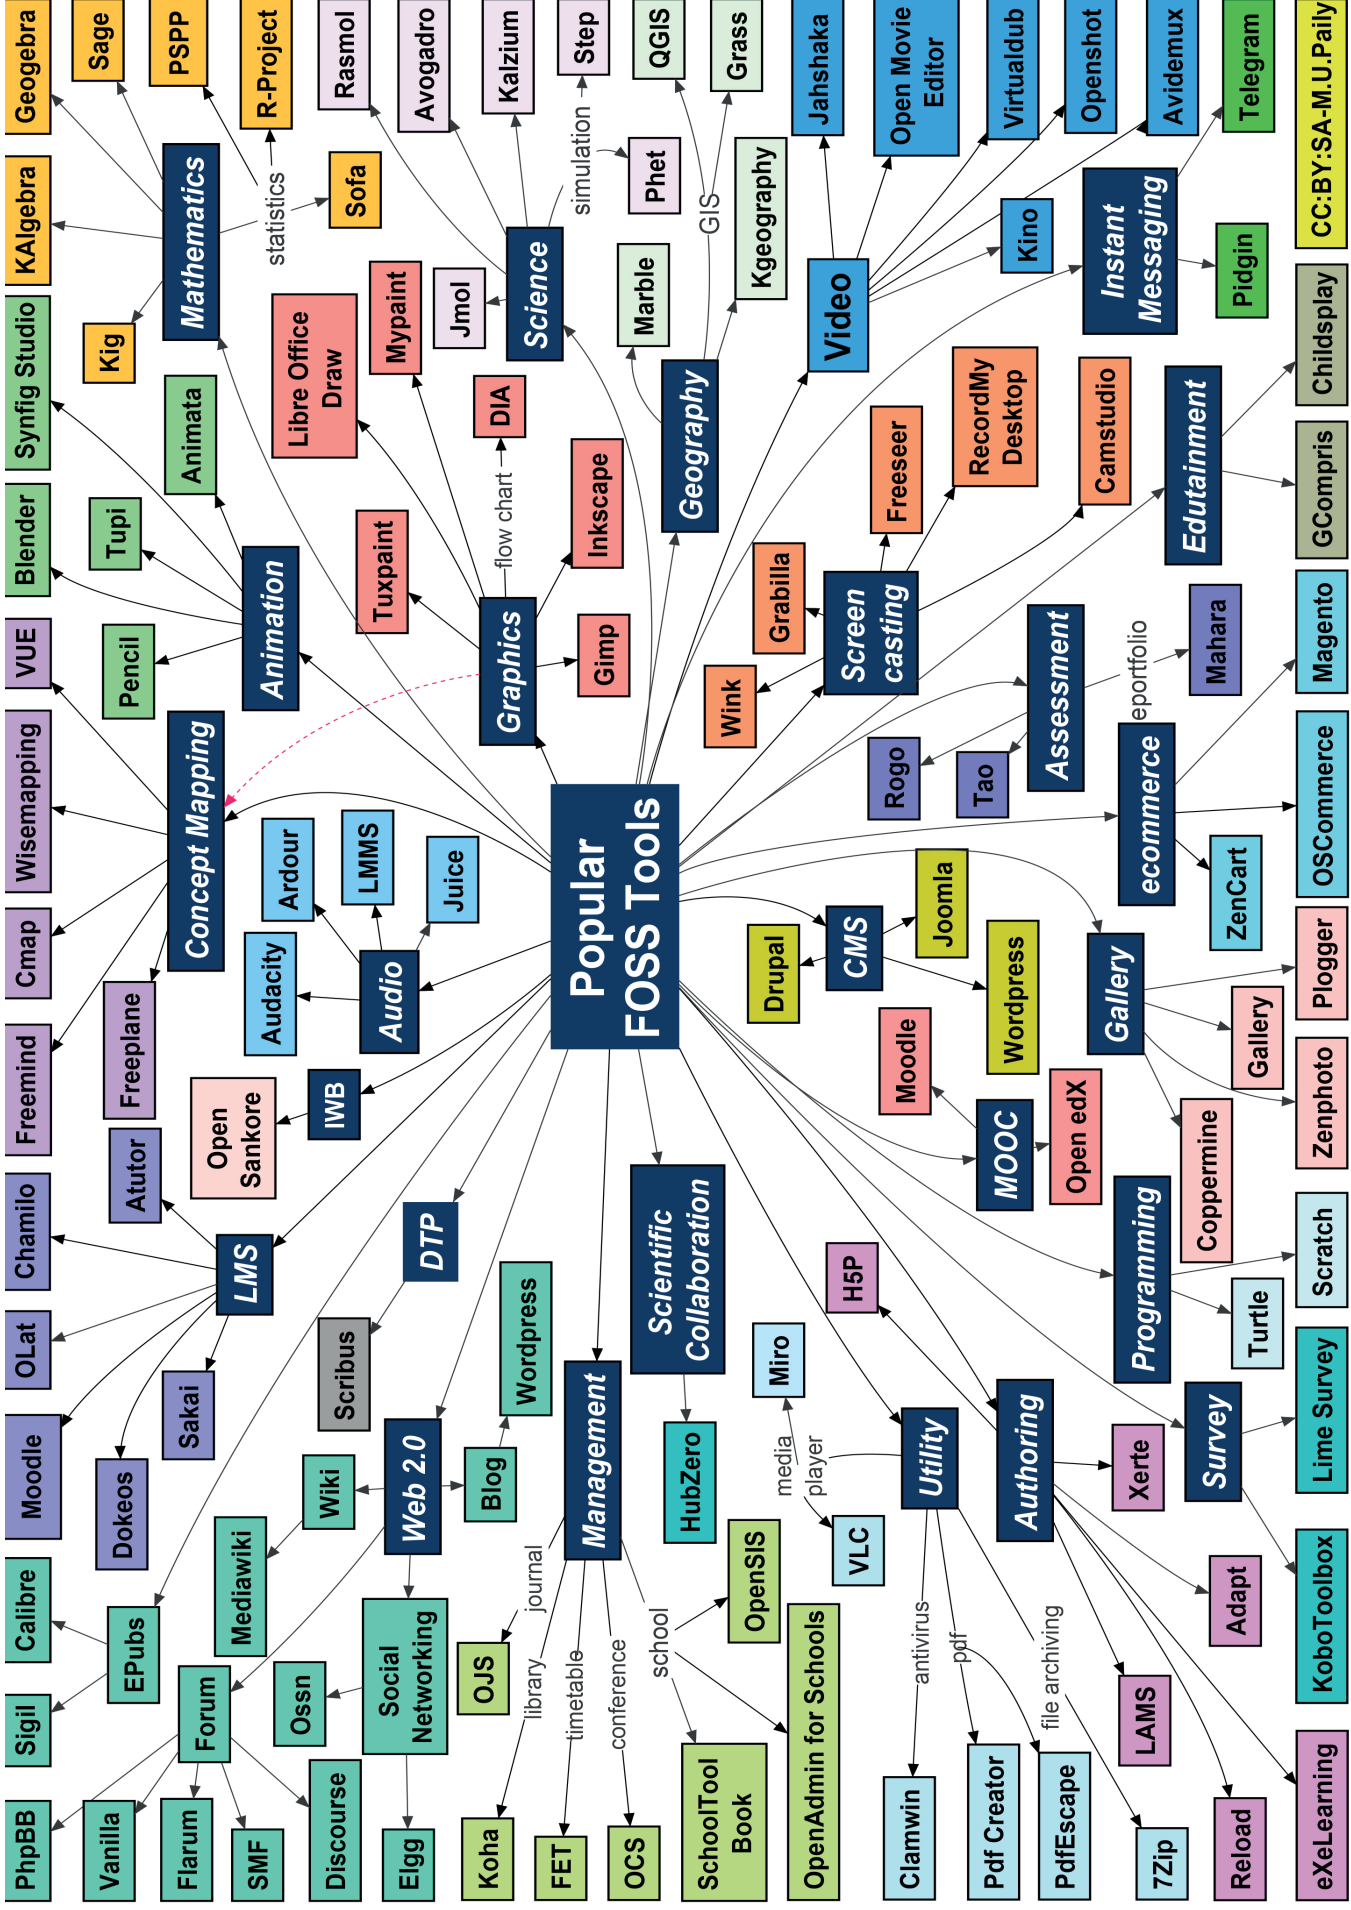 PhpBB
Sigil
Calibre
Moodle
OLat
Chamilo
Freemind
Cmap
Wisemapping
VUE
Blender
Synfig Studio
KAlgebra
Geogebra
Vanilla
EPubs
Dokeos
Atutor
Freeplane
Pencil
Tupi
Kig
Sage
Flarum
Forum
Sakai
Concept Mapping
Animata
Mathematics
PSPP
SMF
Mediawiki
LMS
Open
Sankore
Audacity
Ardour
Animation
statistics
R-Project
Discourse
Ossn
Wiki
Scribus
IWB
LMMS
Libre Office
Draw
Sofa
Rasmol
Elgg
Social
Networking
Web 2.0
DTP
Audio
Juice
Tuxpaint
Mypaint
Avogadro
Koha
OJS
Blog
Wordpress
Graphics
flow chart
DIA
Jmol
Kalzium
library
journal
FET
timetable
Management
Popular
FOSS Tools
Gimp
Inkscape
Science
simulation
Step
OCS
conference
school
Scientific
Collaboration
Marble
Phet
QGIS
SchoolTool
Book
HubZero
Geography
GIS
Grass
OpenSIS
Wink
Grabilla
Kgeography
OpenAdmin for Schools
Miro
media
player
Drupal
Video
Jahshaka
VLC
H5P
CMS
Screen
casting
Freeseer
Open Movie
Editor
Clamwin
antivirus
Utility
Moodle
Joomla
Rogo
RecordMy
Desktop
Pdf Creator
pdf
Authoring
MOOC
Wordpress
Tao
Kino
Virtualdub
PdfEscape
file archiving
Open edX
Assessment
Camstudio
Openshot
7Zip
LAMS
Xerte
Programming
Gallery
ecommerce
eportfolio
Instant
Messaging
Avidemux
Reload
Adapt
Survey
Turtle
Coppermine
Gallery
ZenCart
Mahara
Edutainment
Pidgin
Telegram
eXeLearning
KoboToolbox
Lime Survey
Scratch
Zenphoto
Plogger
OSCommerce
Magento
GCompris
Childsplay
CC:BY:SA-M.U.Paily